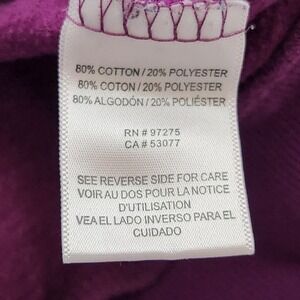 80% COTTON / 20% POLYESTER
80% COTON / 20% POLYESTER
80% ALGODÓN / 20% POLIÉSTER
RN # 97275
CA # 53077
SEE REVERSE SIDE FOR CARE
VOIR AU DOS POUR LA NOTICE
D'UTILISATION
VEA EL LADO INVERSO PARA EL
CUIDADO